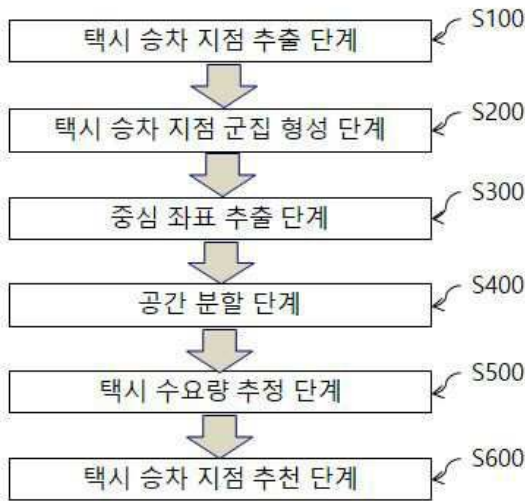 택시 승차 지점 추출 단계
S100
택시 승차 지점 군집 형성 단계
S200
중심 좌표 추출 단계
S300
공간 분할 단계
S400
택시 수요량 추정 단계
S500
택시 승차 지점 추천 단계
S600